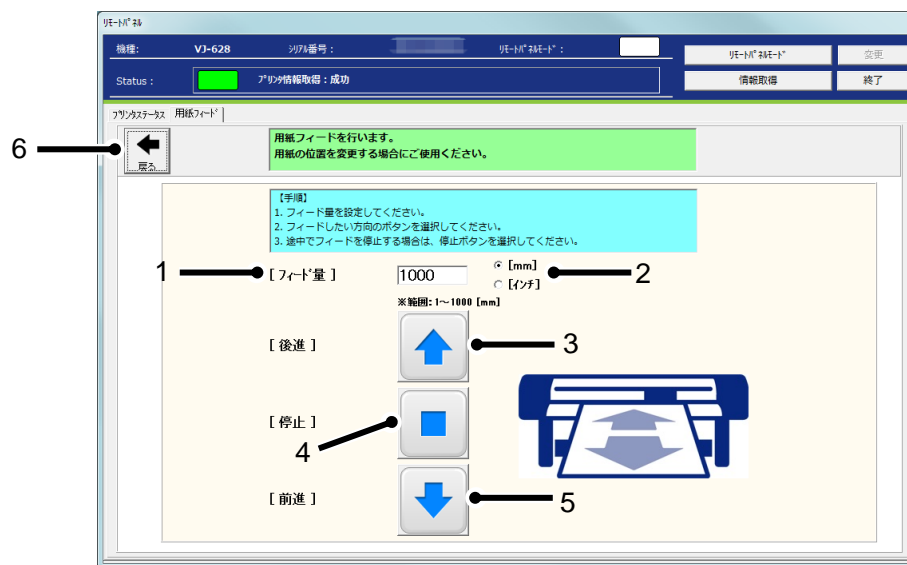 ﾘﾓｰﾄﾊﾟﾈﾙ
機種:
VJ-628
ｼﾘｱﾙ番号：
ﾘﾓｰﾄﾊﾟﾈﾙﾓｰﾄﾞ：
ﾘﾓｰﾄﾊﾟﾈﾙﾓｰﾄﾞ
変更
Status：
ﾌﾟﾘﾝﾀ情報取得：成功
情報取得
終了
ﾌﾟﾘﾝﾀｽﾃｰﾀｽ
用紙ﾌｨｰﾄﾞ
6
戻る
用紙フィードを行います。
用紙の位置を変更する場合にご使用ください。
【手順】
1. フィード量を設定してください。
2. フィードしたい方向のボタンを選択してください。
3. 途中でフィードを停止する場合は、停止ボタンを選択してください。
1
[ ﾌｨｰﾄﾞ量 ]
1000
[mm]
[ｲﾝﾁ]
2
※範囲: 1～1000 [mm]
[ 後進 ]
3
[ 停止 ]
4
[ 前進 ]
5